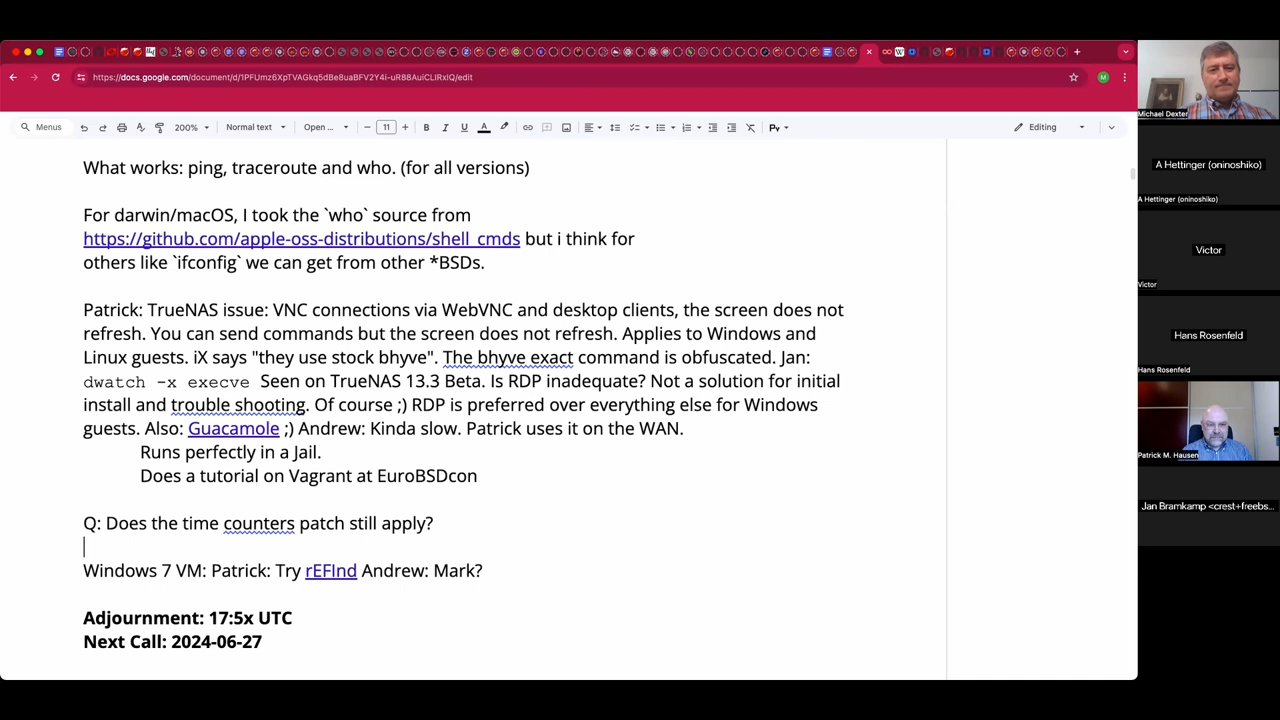 https://docs.google.com/document/d/1PFUmz6XpTVAGkq5dBe8uaBFV2Y4i-uR88AuiCLIRxIQ/edit
M
Menus
200%
Normal text
Open ...
11
B I U A
Editing
What works: ping, traceroute and who. (for all versions)
For darwin/macOS, I took the `who` source from
https://github.com/apple-oss-distributions/shell_cmds but i think for
others like `ifconfig` we can get from other *BSDs.
Patrick: TrueNAS issue: VNC connections via WebVNC and desktop clients, the screen does not
refresh. You can send commands but the screen does not refresh. Applies to Windows and
Linux guests. iX says "they use stock bhyve". The bhyve exact command is obfuscated. Jan:
dwatch -x execve Seen on TrueNAS 13.3 Beta. Is RDP inadequate? Not a solution for initial
install and trouble shooting. Of course ;) RDP is preferred over everything else for Windows
guests. Also: Guacamole ;) Andrew: Kinda slow. Patrick uses it on the WAN.
Runs perfectly in a Jail.
Does a tutorial on Vagrant at EuroBSDcon
Q: Does the time counters patch still apply?
Windows 7 VM: Patrick: Try rEFInd Andrew: Mark?
Adjournment: 17:5x UTC
Next Call: 2024-06-27
Michael Dexter
A Hettinger (oninoshiko)
A Hettinger (oninoshiko)
Victor
Victor
Hans Rosenfeld
Hans Rosenfeld
Patrick M. Hausen
Jan Bramkamp <crest+freebs...